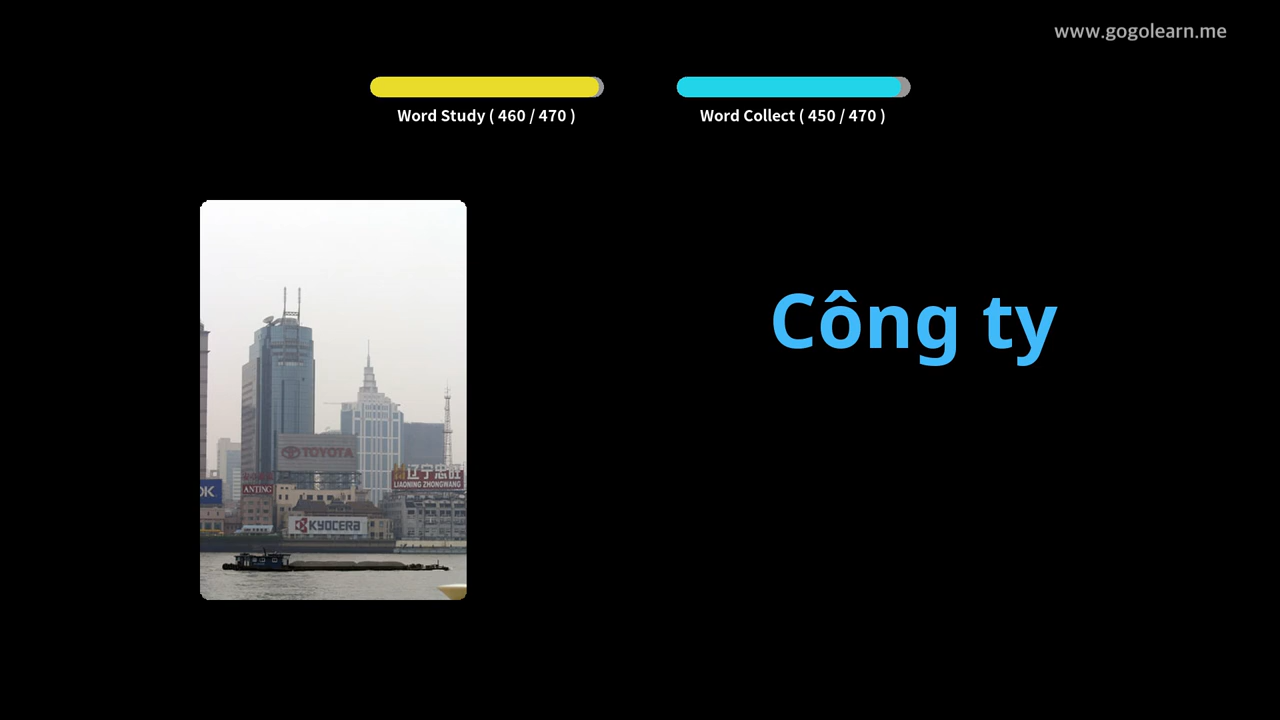 www.gogolearn.me
Word Study ( 460 / 470 )
Word Collect ( 450 / 470 )
Công ty
TOYOTA
辽宁忠旺
LIAONING ZHONGWANG
OK
ANTING
KYOCERA